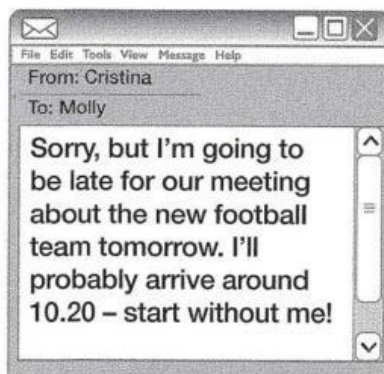 File Edit Tools View Message Help
From: Cristina
To: Molly
Sorry, but I'm going to
be late for our meeting
about the new football
team tomorrow. I'll
probably arrive around
10.20 – start without me!